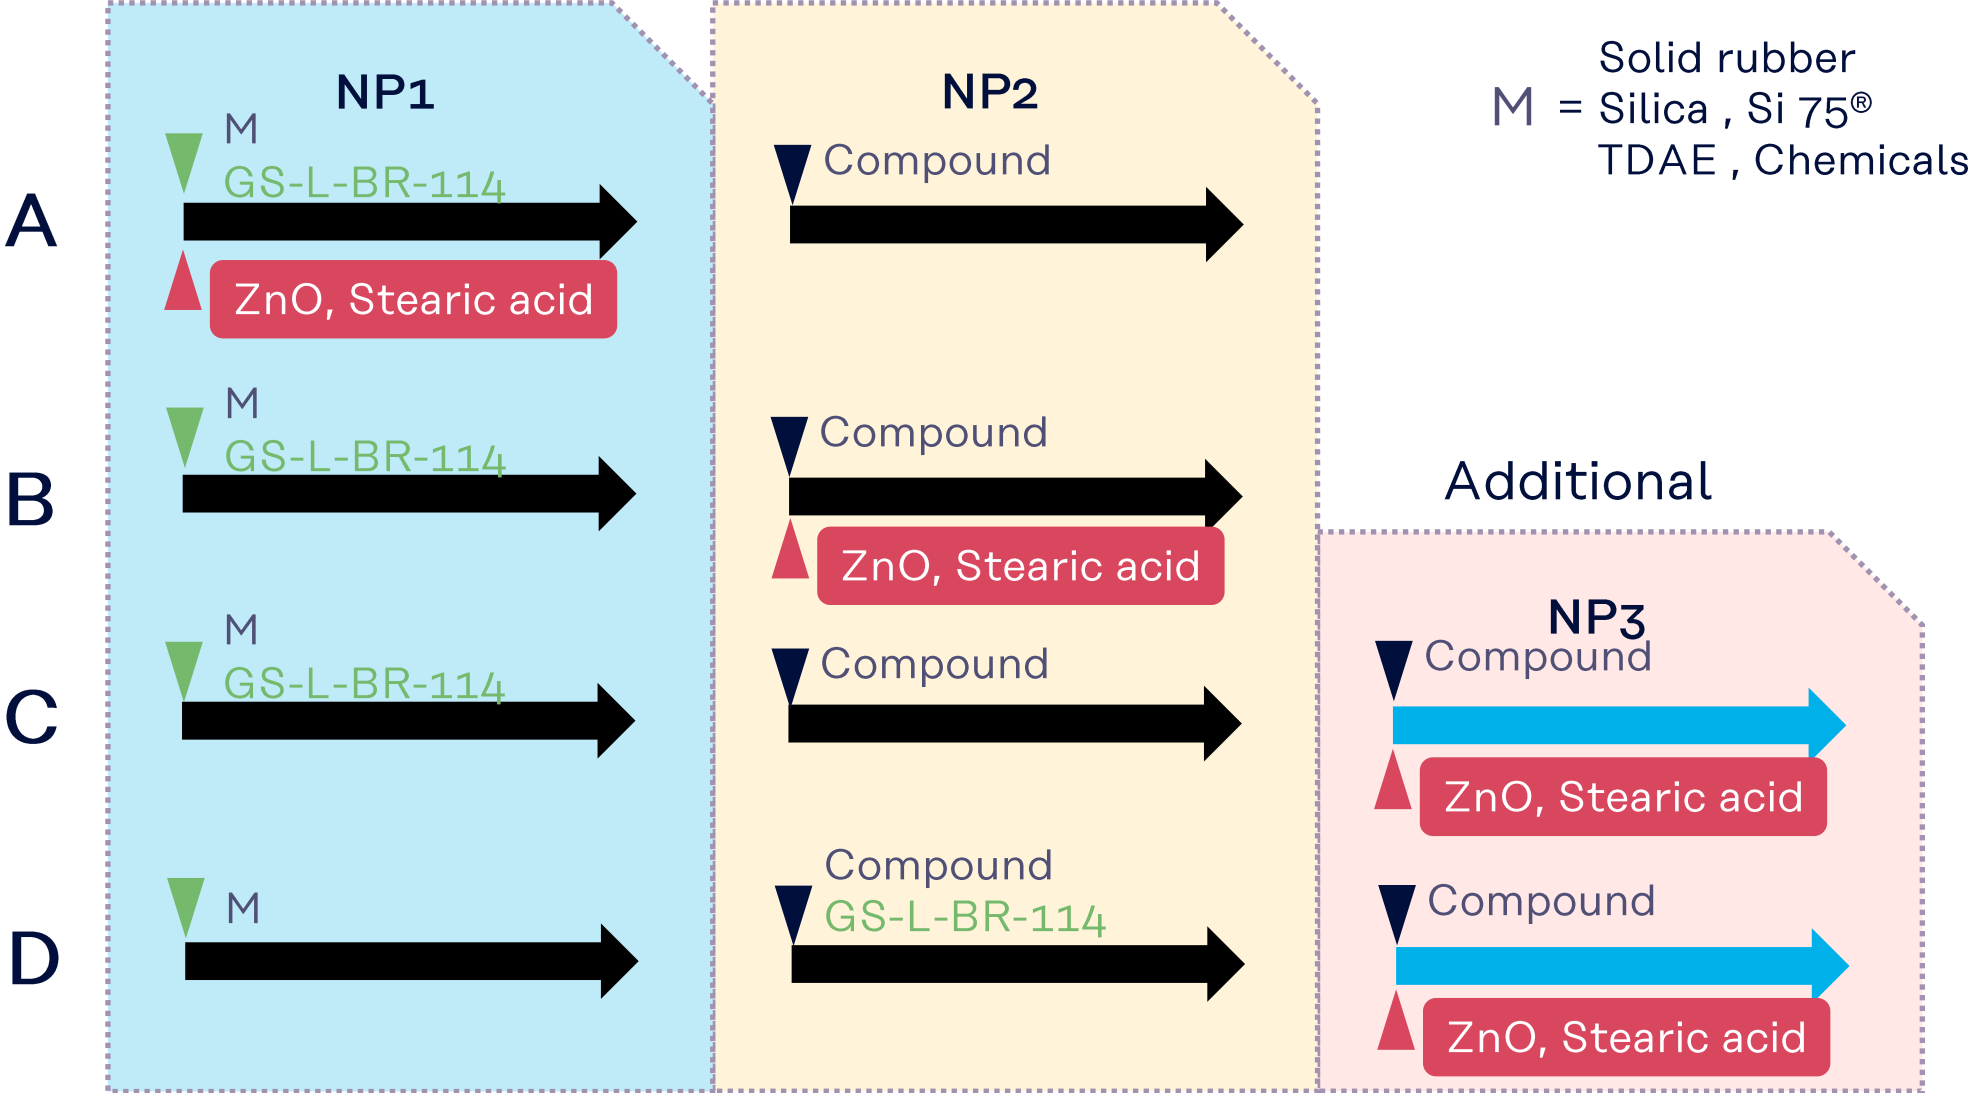 NP1
NP2
Solid rubber
M = Silica , Si 75®
TDAE , Chemicals
A
M
GS-L-BR-114
ZnO, Stearic acid
Compound
B
M
GS-L-BR-114
Compound
ZnO, Stearic acid
Additional
NP3
C
M
GS-L-BR-114
Compound
Compound
ZnO, Stearic acid
D
M
Compound
GS-L-BR-114
Compound
ZnO, Stearic acid